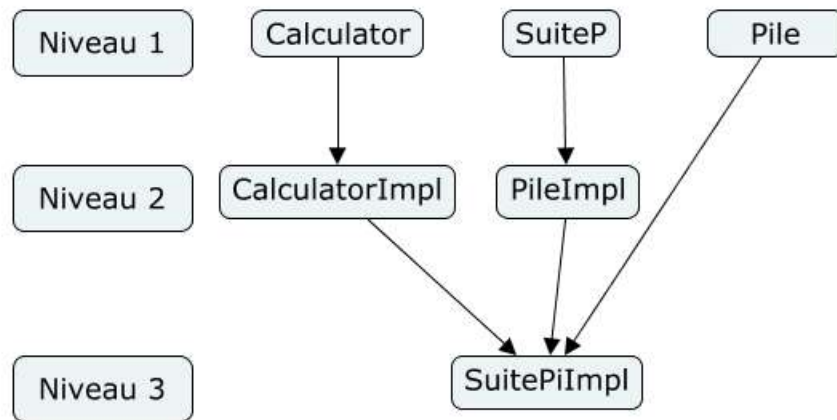 Niveau 1
Calculator
SuiteP
Pile
Niveau 2
CalculatorImpl
PileImpl
Niveau 3
SuitePiImpl